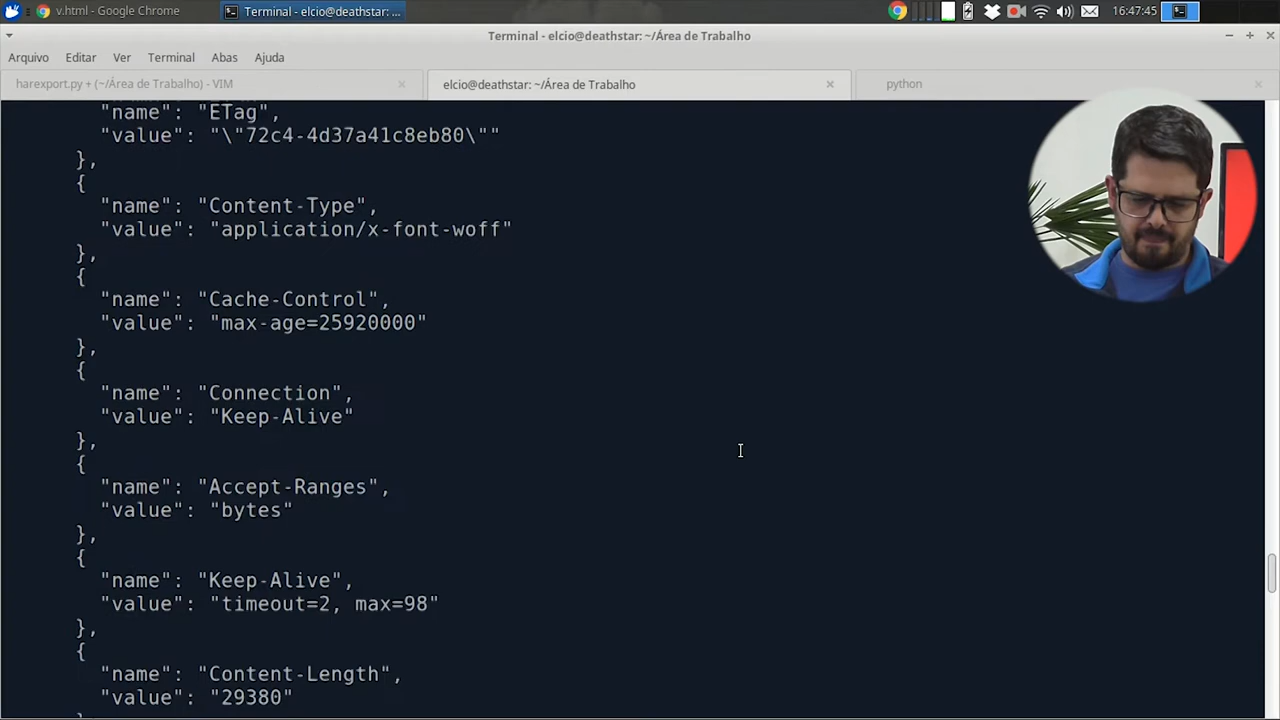 v.html - Google Chrome
Terminal - elcio@deathstar: ...
16:47:45
Terminal - elcio@deathstar: ~/Área de Trabalho
Arquivo Editar Ver Terminal Abas Ajuda
harexport.py + (~/Área de Trabalho) - VIM
elcio@deathstar: ~/Área de Trabalho
python
"name": "ETag",
"value": "\"72c4-4d37a41c8eb80\""
},
{
"name": "Content-Type",
"value": "application/x-font-woff"
},
{
"name": "Cache-Control",
"value": "max-age=25920000"
},
{
"name": "Connection",
"value": "Keep-Alive"
},
{
"name": "Accept-Ranges",
"value": "bytes"
},
{
"name": "Keep-Alive",
"value": "timeout=2, max=98"
},
{
"name": "Content-Length",
"value": "29380"